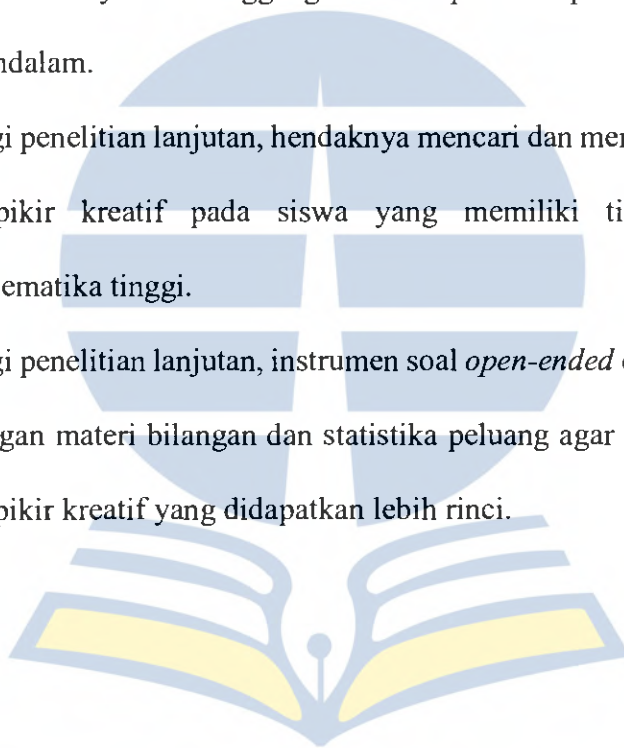 ndalam.
gi penelitian lanjutan, hendaknya mencari dan mer
pikir kreatif pada siswa yang memiliki ti
ematika tinggi.
gi penelitian lanjutan, instrumen soal open-ended
gan materi bilangan dan statistika peluang agar
pikir kreatif yang didapatkan lebih rinci.